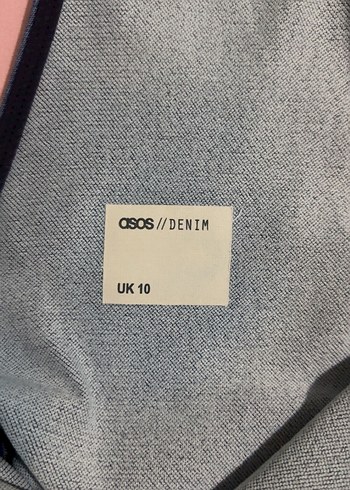 asos // DENIM
UK 10